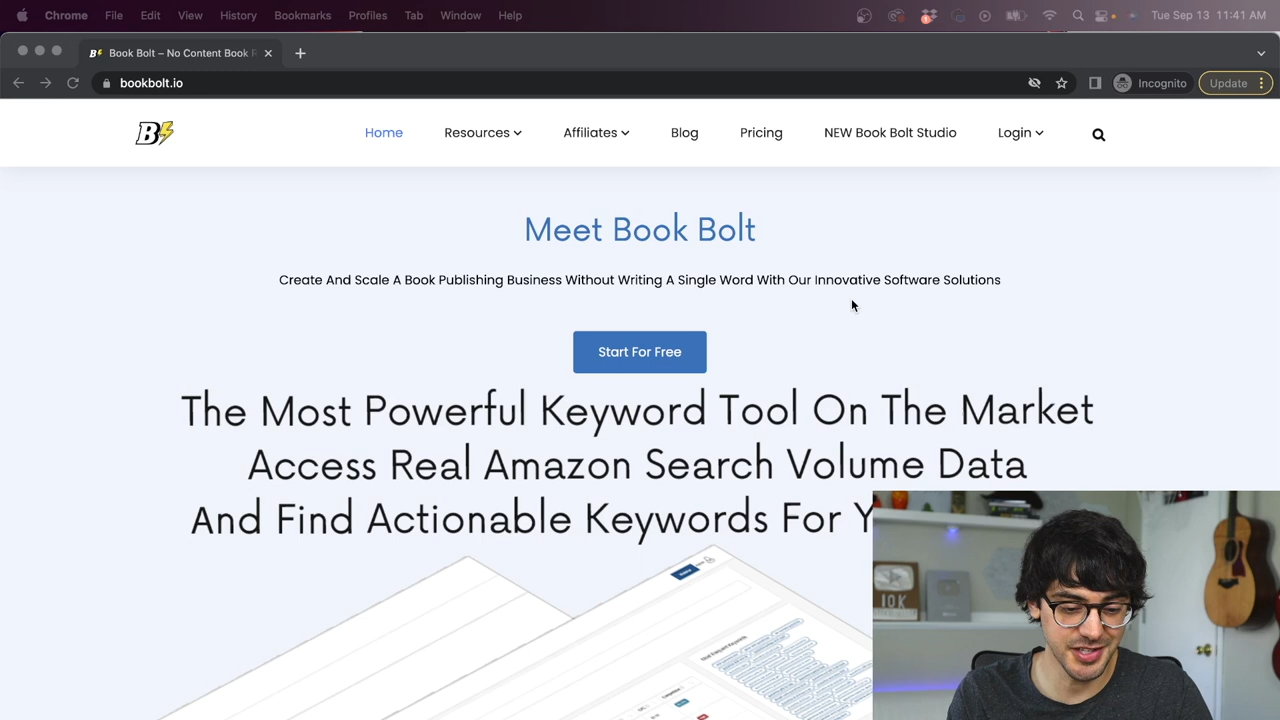 Chrome File Edit View History Bookmarks Profiles Tab Window Help Tue Sep 13 11:41 AM
B Book Bolt – No Content Book
bookbolt.io Incognito Update
B Home Resources Affiliates Blog Pricing NEW Book Bolt Studio Login
Meet Book Bolt
Create And Scale A Book Publishing Business Without Writing A Single Word With Our Innovative Software Solutions
Start For Free
The Most Powerful Keyword Tool On The Market
Access Real Amazon Search Volume Data
And Find Actionable Keywords For
10K